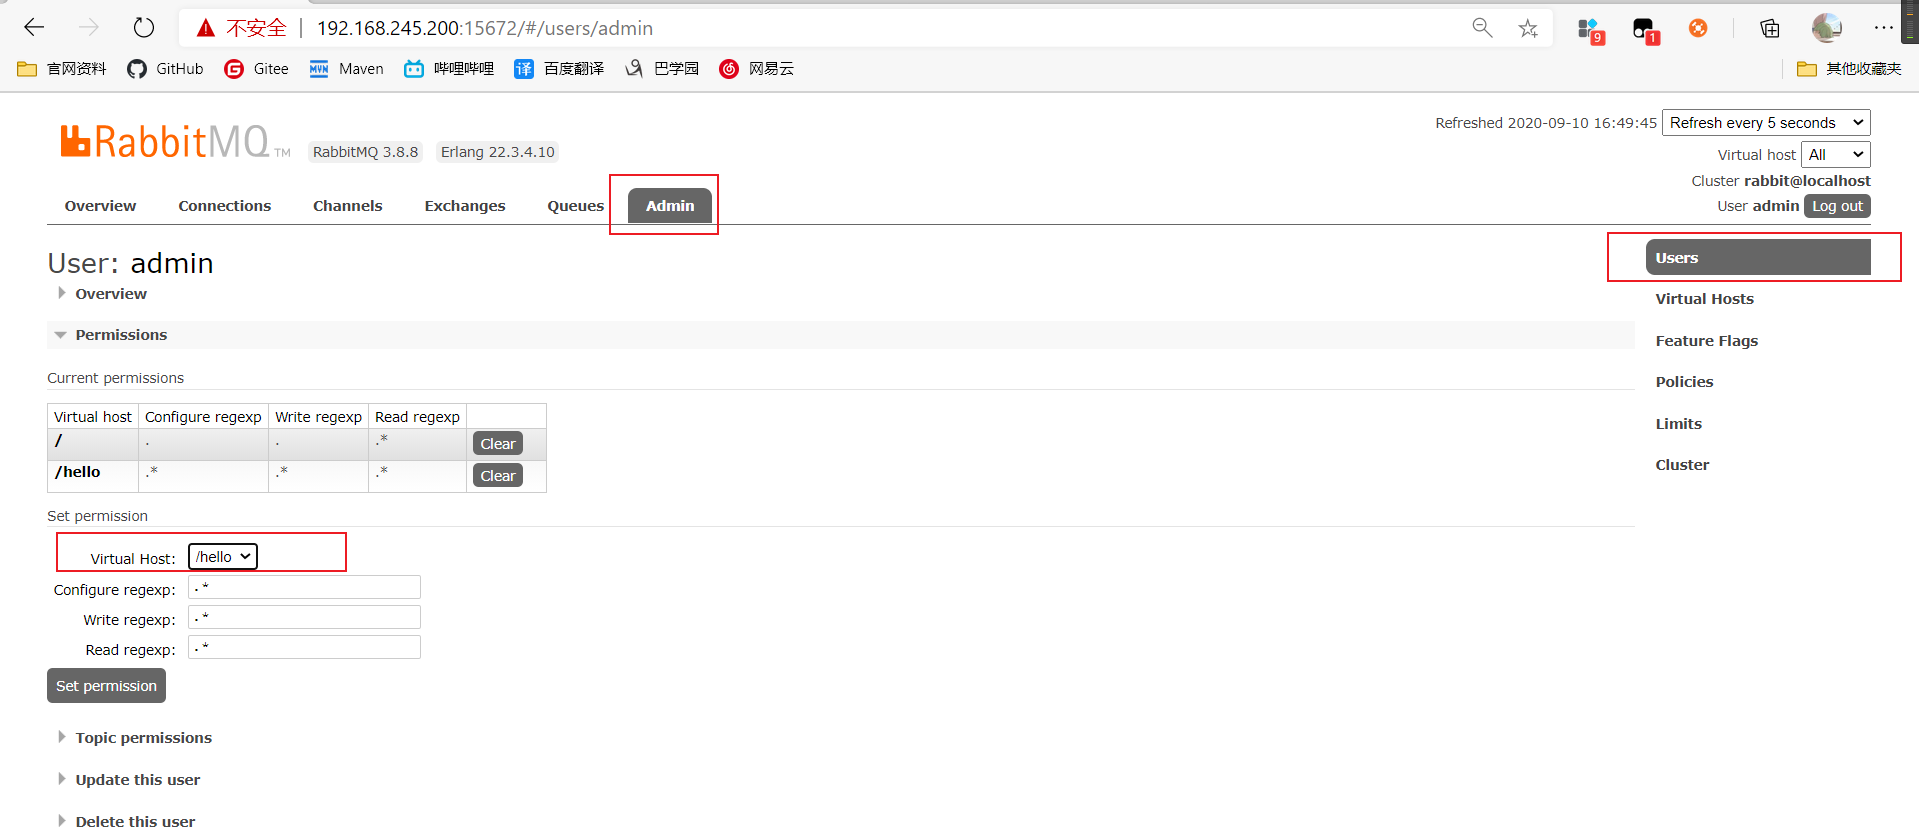 不安全 | 192.168.245.200:15672/#/users/admin
9 1
官网资料 GitHub Gitee Maven 哔哩哔哩 译 百度翻译 巴学园 网易云 其他收藏夹
RabbitMQ TM RabbitMQ 3.8.8 Erlang 22.3.4.10
Refreshed 2020-09-10 16:49:45 Refresh every 5 seconds
Virtual host All
Cluster rabbit@localhost
User admin Log out
Overview Connections Channels Exchanges Queues Admin
User: admin
Overview
Permissions
Current permissions
Virtual host Configure regexp Write regexp Read regexp
/ . . .* Clear
/hello .* .* .* Clear
Set permission
Virtual Host: /hello
Configure regexp: .*
Write regexp: .*
Read regexp: .*
Set permission
Topic permissions
Update this user
Delete this user
Users
Virtual Hosts
Feature Flags
Policies
Limits
Cluster